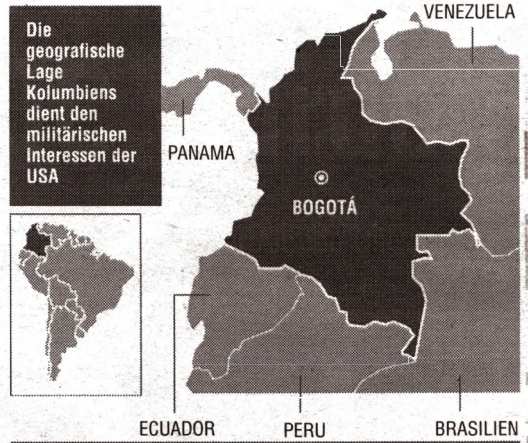 Die
geografische
Lage
Kolumbiens
dient den
militärischen
Interessen der
USA
VENEZUELA
PANAMA
BOGOTÁ
ECUADOR
PERU
BRASILIEN